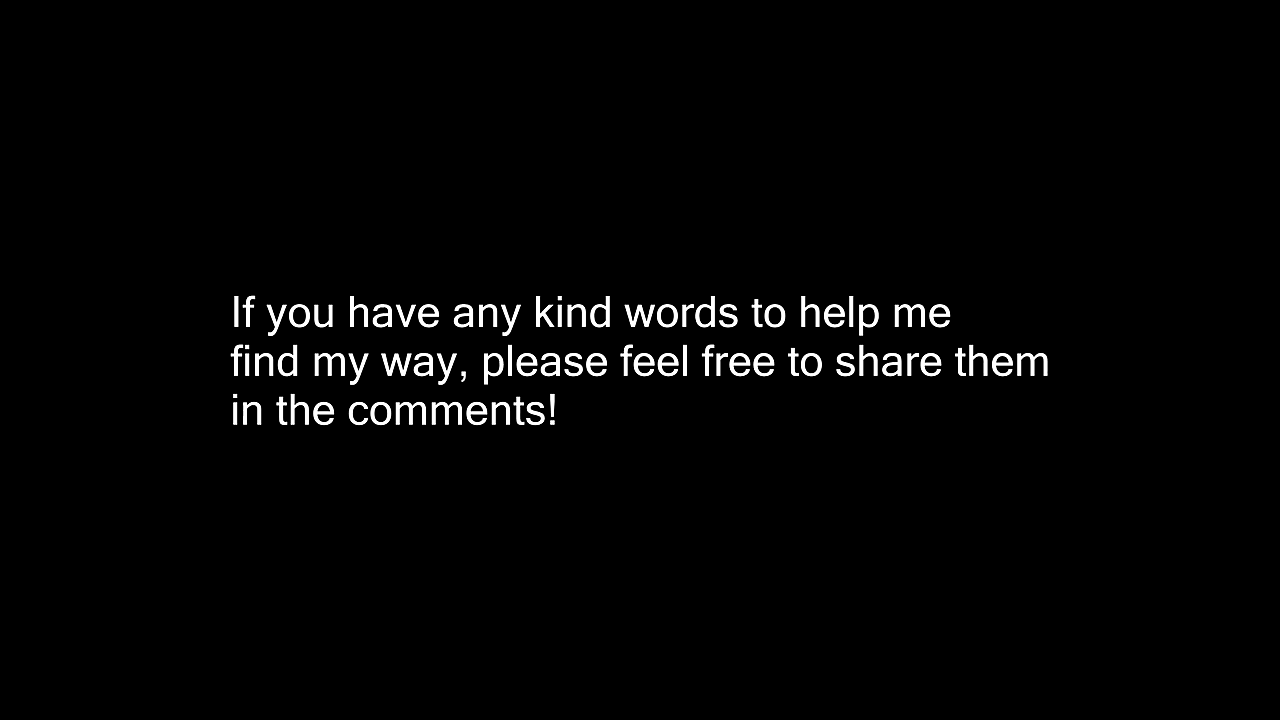 If you have any kind words to help me
find my way, please feel free to share them
in the comments!